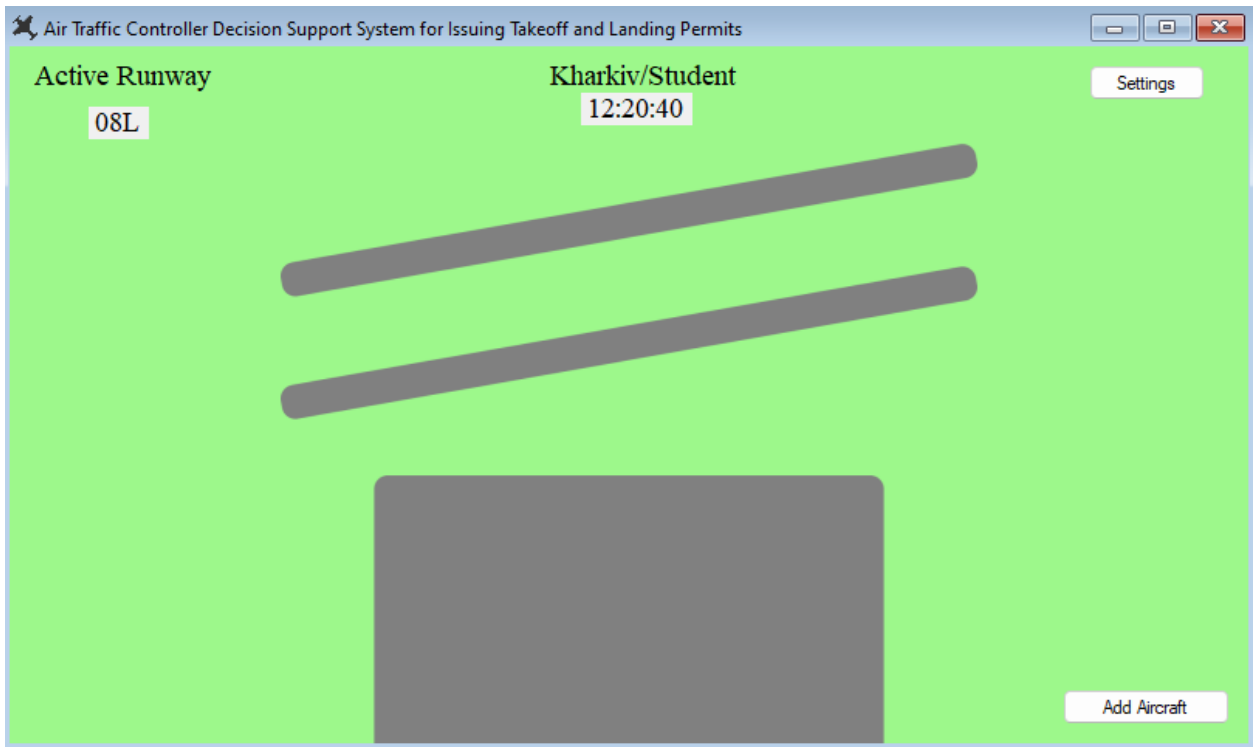 Air Traffic Controller Decision Support System for Issuing Takeoff and Landing Permits
Active Runway
Kharkiv/Student
Settings
08L
12:20:40
Add Aircraft